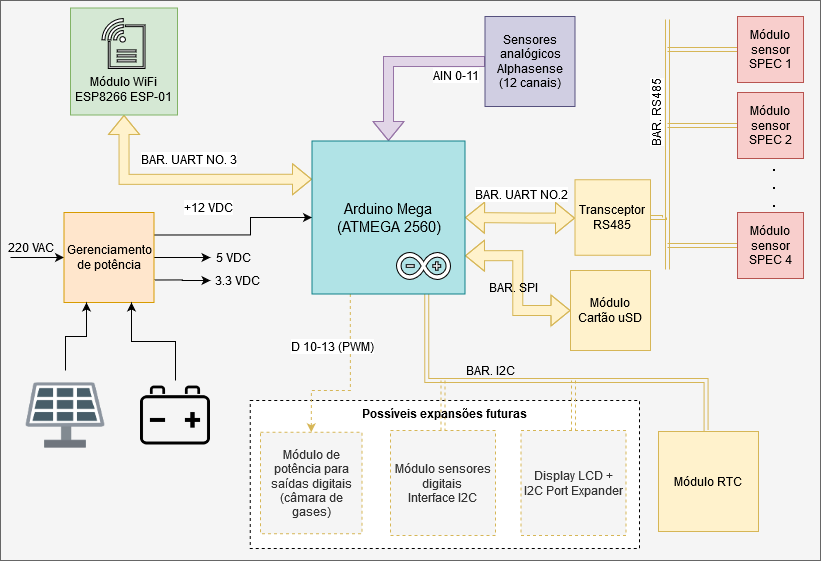 Módulo WiFi
ESP8266 ESP-01
Sensores
analógicos
Alphasense
(12 canais)
AIN 0-11
Módulo
sensor
SPEC 1
Módulo
sensor
SPEC 2
.
.
.
Módulo
sensor
SPEC 4
BAR. RS485
BAR. UART NO. 3
BAR. UART NO.2
Transceptor
RS485
Arduino Mega
(ATMEGA 2560)
+12 VDC
220 VAC
Gerenciamento
de potência
5 VDC
3.3 VDC
BAR. SPI
Módulo
Cartão uSD
D 10-13 (PWM)
BAR. I2C
Possíveis expansões futuras
Módulo de
potência para
saídas digitais
(câmara de
gases)
Módulo sensores
digitais
Interface I2C
Display LCD +
I2C Port Expander
Módulo RTC